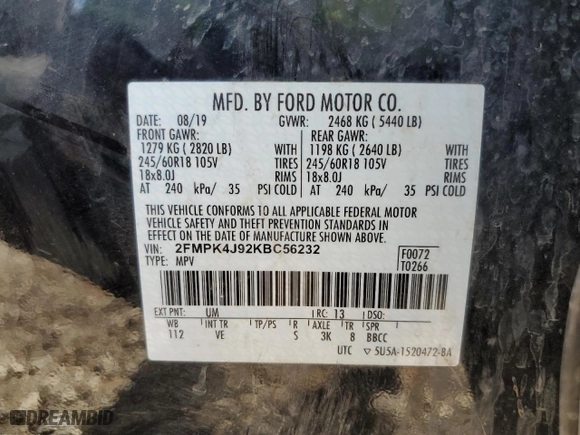 MFD. BY FORD MOTOR CO.
DATE: 08/19 GVWR: 2468 KG ( 5440 LB)
FRONT GAWR: REAR GAWR:
1279 KG ( 2820 LB) WITH 1198 KG ( 2640 LB) WITH
245/60R18 105V TIRES 245/60R18 105V TIRES
18x8.0J RIMS 18x8.0J RIMS
AT 240 kPa/ 35 PSI COLD AT 240 kPa/ 35 PSI COLD
THIS VEHICLE CONFORMS TO ALL APPLICABLE FEDERAL MOTOR
VEHICLE SAFETY AND THEFT PREVENTION STANDARDS IN
EFFECT ON THE DATE OF MANUFACTURE SHOWN ABOVE.
VIN: 2FMPK4J92KBC56232 F0072
TYPE: MPV T0266
EXT PNT: UM RC: 13 DSO:
WB INT TR TP/PS R AXLE TR SPR
112 VE S 3K 8 BBCC
UTC ▽ 5U5A-1520472-BA
© DREAMBID